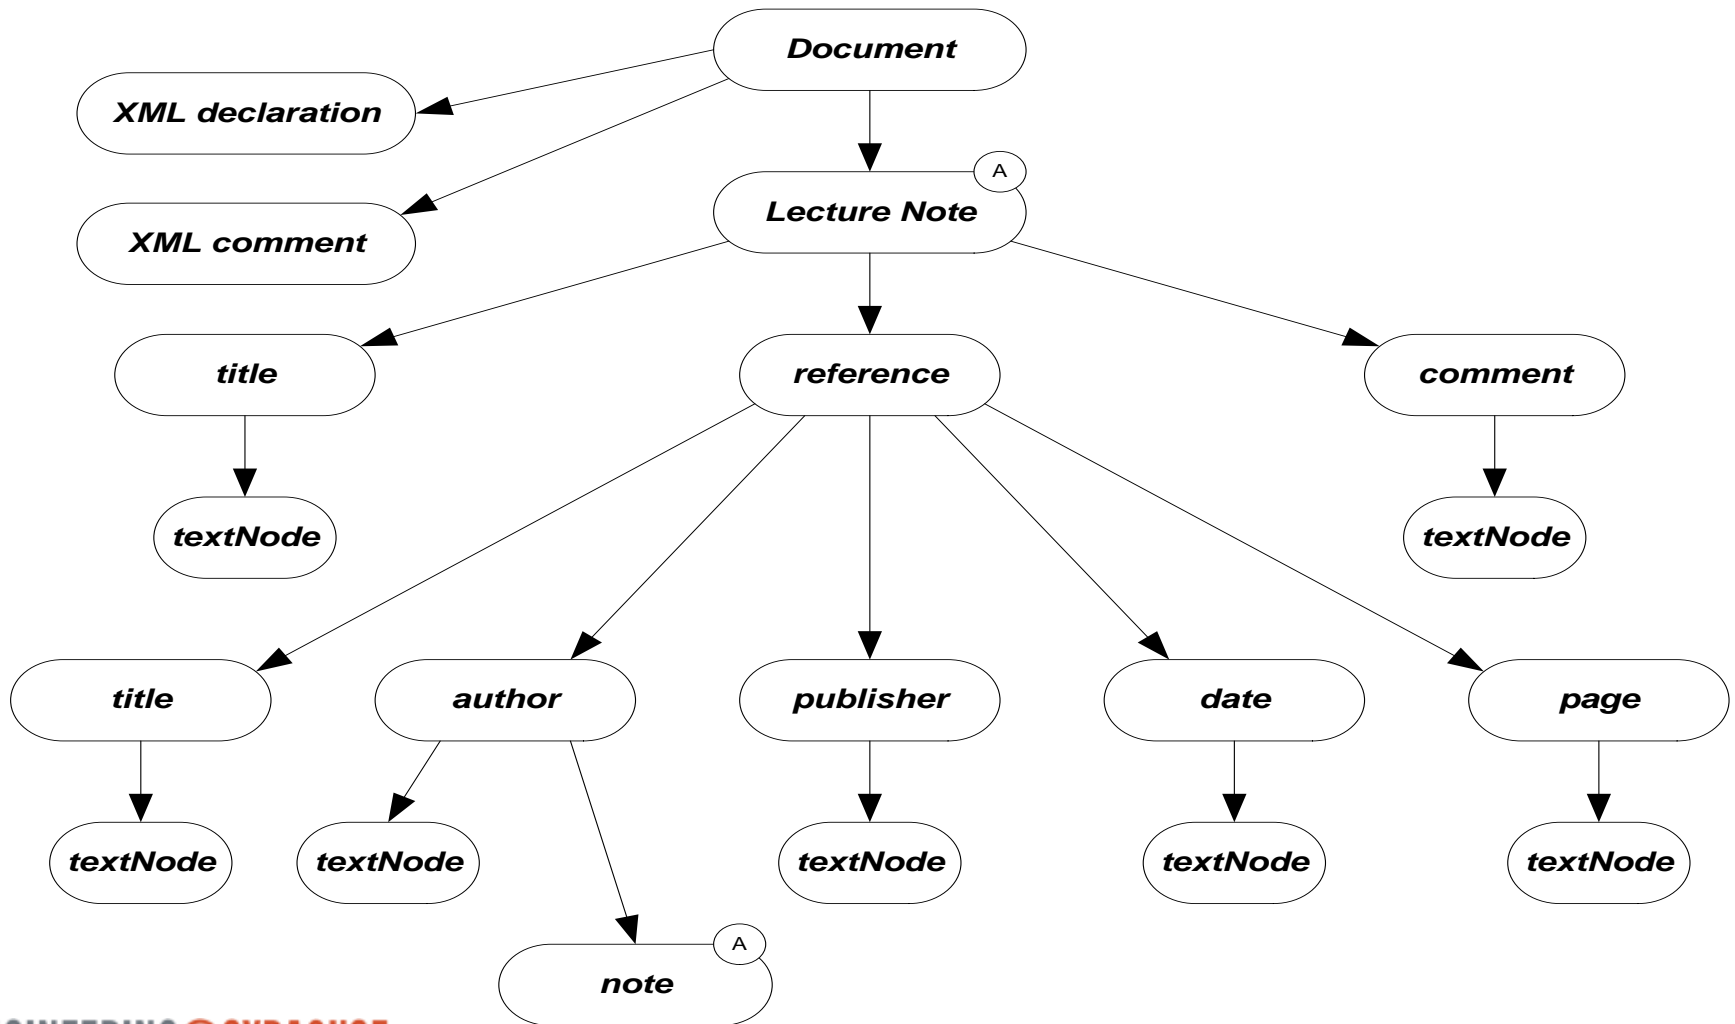 Document
XML declaration
A
Lecture Note
XML comment
title
reference
comment
textNode
textNode
title
author
publisher
date
page
textNode
textNode
textNode
textNode
textNode
A
note